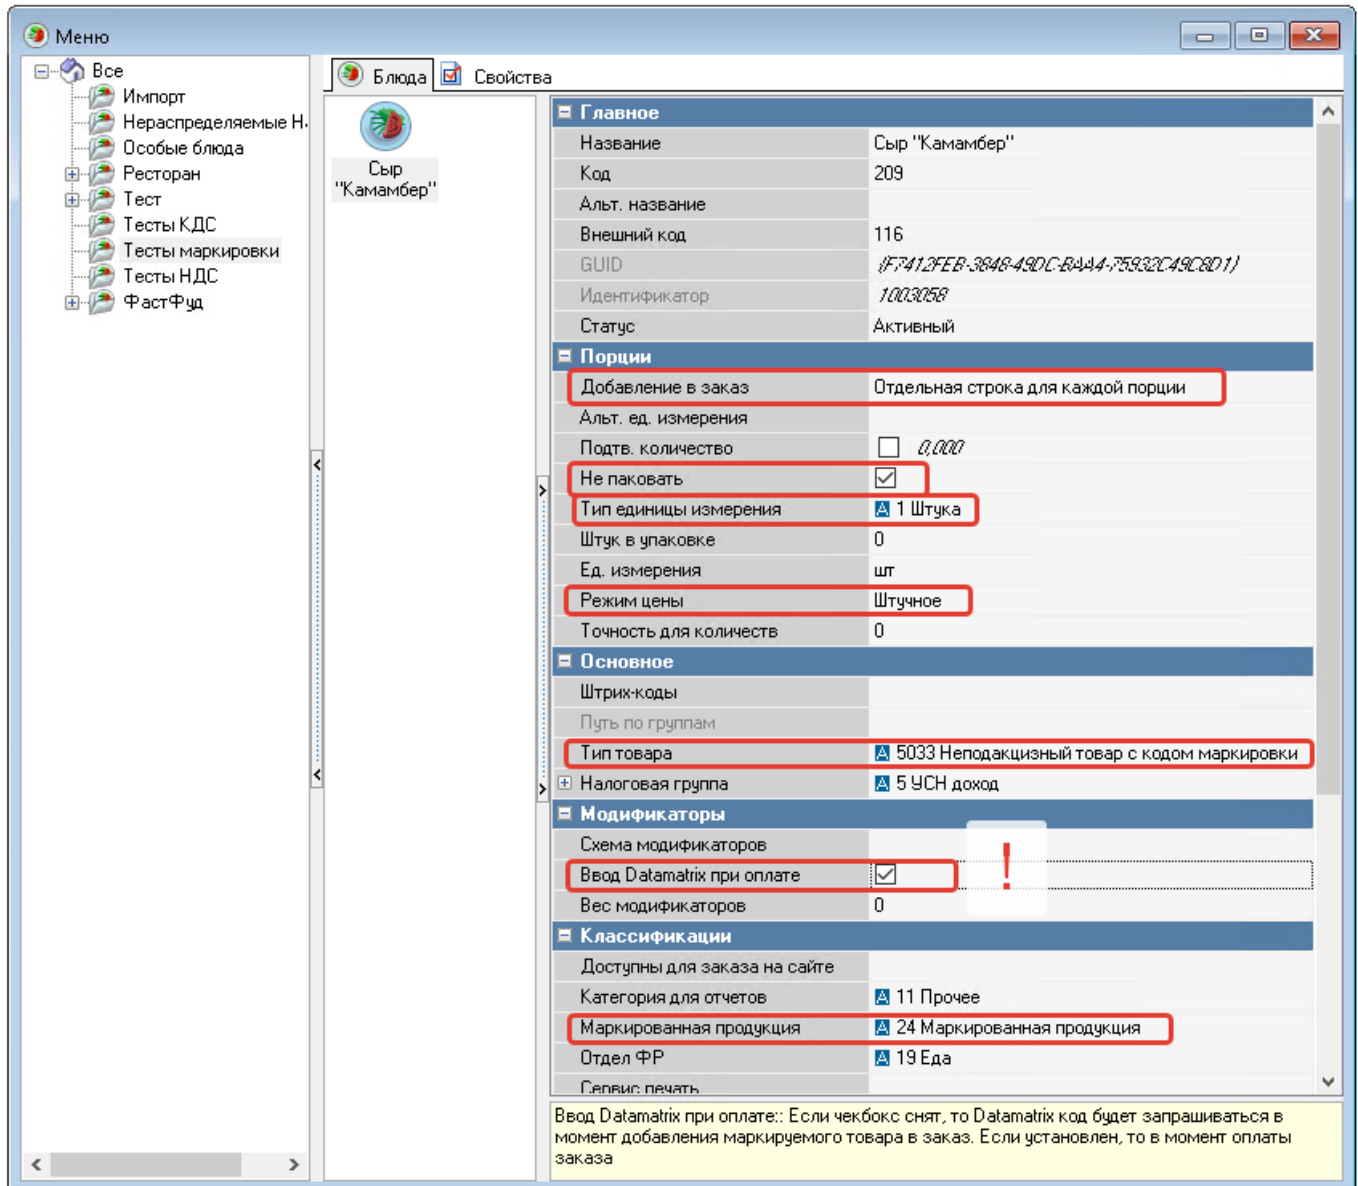 Меню
Все
Импорт
Нераспределяемые Н
Особые блюда
Ресторан
Тест
Тесты КДС
Тесты маркировки
Тесты НДС
ФастФуд
Блюда
Свойства
Сыр
"Камамбер"
Главное
Название Сыр "Камамбер"
Код 209
Альт. название
Внешний код 116
GUID {F7412FEB-3848-49DC-BAA4-75932C49C8D1}
Идентификатор 1003058
Статус Активный
Порции
Добавление в заказ Отдельная строка для каждой порции
Альт. ед. измерения
Подтв. количество 0,000
Не паковать
Тип единицы измерения A 1 Штука
Штук в упаковке 0
Ед. измерения шт
Режим цены Штучное
Точность для количеств 0
Основное
Штрих-коды
Путь по группам
Тип товара A 5033 Неподакцизный товар с кодом маркировки
Налоговая группа A 5 УСН доход
Модификаторы
Схема модификаторов
Ввод Datamatrix при оплате !
Вес модификаторов 0
Классификации
Доступны для заказа на сайте
Категория для отчетов A 11 Прочее
Маркированная продукция A 24 Маркированная продукция
Отдел ФР A 19 Еда
Сервис печать
Ввод Datamatrix при оплате:: Если чекбокс снят, то Datamatrix код будет запрашиваться в
момент добавления маркируемого товара в заказ. Если установлен, то в момент оплаты
заказа